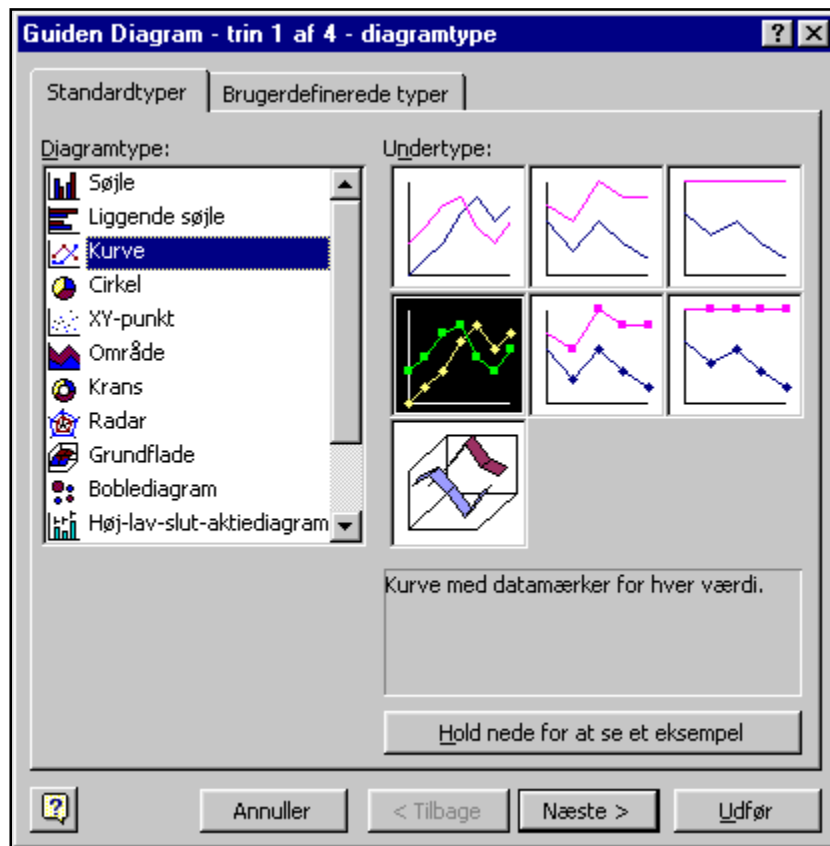 Guiden Diagram - trin 1 af 4 - diagramtype
Standardtyper
Brugerdefinerede typer
Diagramtype:
Søjle
Liggende søjle
Kurve
Cirkel
XY-punkt
Område
Krans
Radar
Grundflade
Boblediagram
Høj-lav-slut-aktiediagram
Undertype:
Kurve med datamærker for hver værdi.
Hold nede for at se et eksempel
Annuller
< Tilbage
Næste >
Udfør